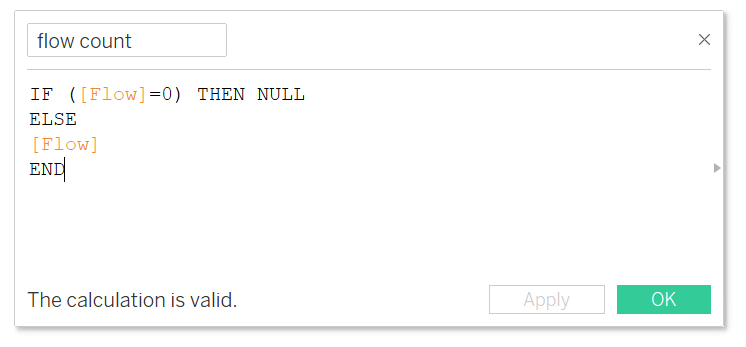 flow count
IF ([Flow]=0) THEN NULL
ELSE
[Flow]
END
The calculation is valid.
Apply
OK